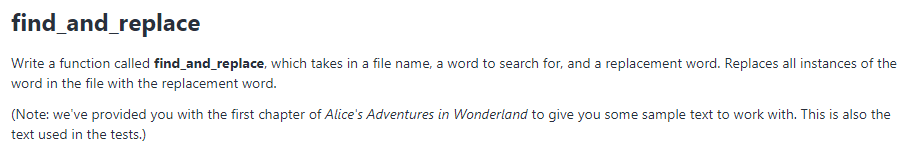 find_and_replace
Write a function called find_and_replace, which takes in a file name, a word to search for, and a replacement word. Replaces all instances of the
word in the file with the replacement word.
(Note: we've provided you with the first chapter of Alice's Adventures in Wonderland to give you some sample text to work with. This is also the
text used in the tests.)